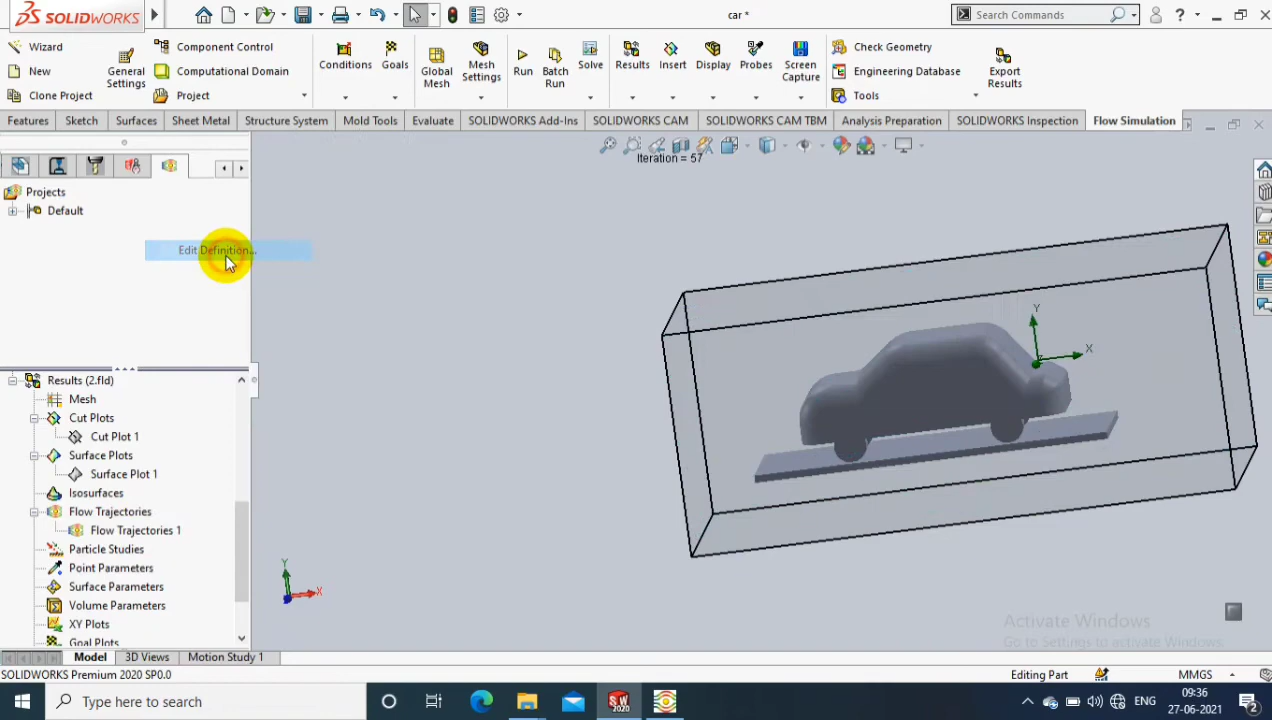 SOLIDWORKS
car *
Search Commands
Wizard
New
Clone Project
General Settings
Component Control
Computational Domain
Project
Conditions
Goals
Global Mesh
Mesh Settings
Run
Batch Run
Solve
Results
Insert
Display
Probes
Screen Capture
Check Geometry
Engineering Database
Tools
Export Results
Features
Sketch
Surfaces
Sheet Metal
Structure System
Mold Tools
Evaluate
SOLIDWORKS Add-Ins
SOLIDWORKS CAM
SOLIDWORKS CAM TBM
Analysis Preparation
SOLIDWORKS Inspection
Flow Simulation
Iteration = 57
Projects
Default
Edit Definition...
Results (2.fld)
Mesh
Cut Plots
Cut Plot 1
Surface Plots
Surface Plot 1
Isosurfaces
Flow Trajectories
Flow Trajectories 1
Particle Studies
Point Parameters
Surface Parameters
Volume Parameters
XY Plots
Goal Plots
Y
X
Y
X
Activate Windows
Go to Settings to activate Windows.
Model
3D Views
Motion Study 1
SOLIDWORKS Premium 2020 SP0.0
Editing Part
MMGS
Type here to search
SW
2020
ENG
09:36
27-06-2021
2